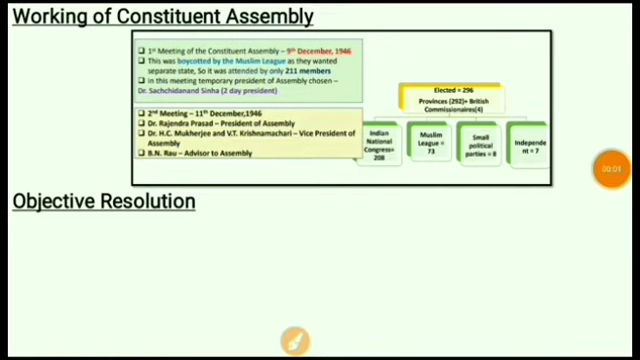 Working of Constituent Assembly
1st Meeting of the Constituent Assembly – 9th December, 1946
This was boycotted by the Muslim League as they wanted
separate state, So it was attended by only 211 members
In this meeting temporary president of Assembly chosen –
Dr. Sachchidanand Sinha (2 day president)
2nd Meeting – 11th December,1946
Dr. Rajendra Prasad – President of Assembly
Dr. H.C. Mukherjee and V.T. Krishnamachari – Vice President of
Assembly
B.N. Rau – Advisor to Assembly
Elected = 296
Provinces (292)+ British
Commissionaires(4)
Indian
National
Congress=
208
Muslim
League =
73
Small
political
parties = 8
Independe
nt = 7
00:01
Objective Resolution